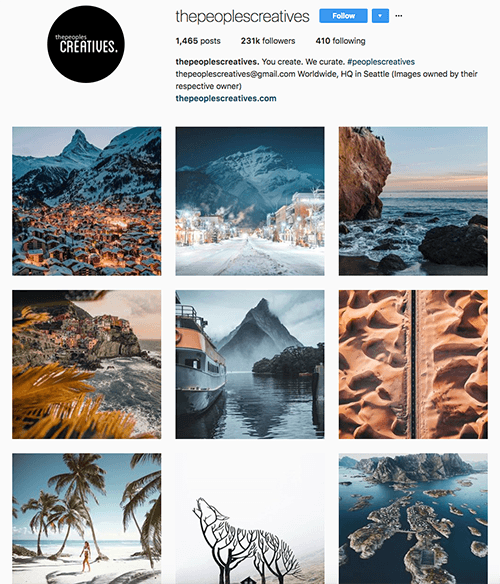 thepeoples
CREATIVES.
thepeoplescreatives Follow
1,465 posts 231k followers 410 following
thepeoplescreatives. You create. We curate. #peoplescreatives
thepeoplescreatives@gmail.com Worldwide, HQ in Seattle (Images owned by their
respective owner)
thepeoplescreatives.com